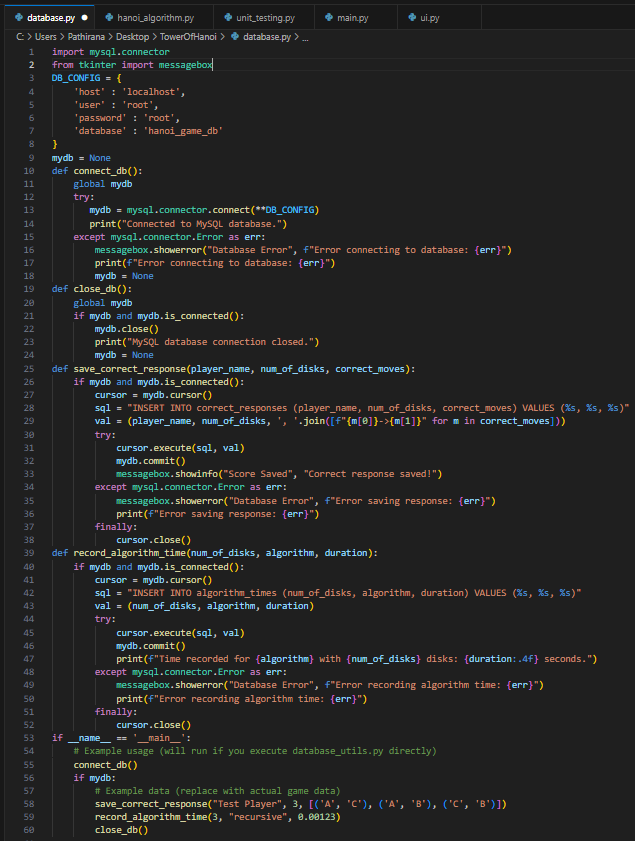 database.py hanoi_algorithm.py unit_testing.py main.py ui.py
C: > Users > Pathirana > Desktop > TowerOfHanoi > database.py > ...
1 import mysql.connector
2 from tkinter import messagebox
3 DB_CONFIG = {
4     'host' : 'localhost',
5     'user' : 'root',
6     'password' : 'root',
7     'database' : 'hanoi_game_db'
8 }
9 mydb = None
10 def connect_db():
11     global mydb
12     try:
13        mydb = mysql.connector.connect(**DB_CONFIG)
14        print("Connected to MySQL database.")
15     except mysql.connector.Error as err:
16         messagebox.showerror("Database Error", f"Error connecting to database: {err}")
17         print(f"Error connecting to database: {err}")
18         mydb = None
19 def close_db():
20     global mydb
21     if mydb and mydb.is_connected():
22         mydb.close()
23         print("MySQL database connection closed.")
24         mydb = None
25 def save_correct_response(player_name, num_of_disks, correct_moves):
26     if mydb and mydb.is_connected():
27         cursor = mydb.cursor()
28         sql = "INSERT INTO correct_responses (player_name, num_of_disks, correct_moves) VALUES (%s, %s, %s)"
29         val = (player_name, num_of_disks, ', '.join([f"{m[0]}->{m[1]}" for m in correct_moves]))
30         try:
31             cursor.execute(sql, val)
32             mydb.commit()
33             messagebox.showinfo("Score Saved", "Correct response saved!")
34         except mysql.connector.Error as err:
35             messagebox.showerror("Database Error", f"Error saving response: {err}")
36             print(f"Error saving response: {err}")
37         finally:
38             cursor.close()
39 def record_algorithm_time(num_of_disks, algorithm, duration):
40     if mydb and mydb.is_connected():
41         cursor = mydb.cursor()
42         sql = "INSERT INTO algorithm_times (num_of_disks, algorithm, duration) VALUES (%s, %s, %s)"
43         val = (num_of_disks, algorithm, duration)
44         try:
45             cursor.execute(sql, val)
46             mydb.commit()
47             print(f"Time recorded for {algorithm} with {num_of_disks} disks: {duration:.4f} seconds.")
48         except mysql.connector.Error as err:
49             messagebox.showerror("Database Error", f"Error recording algorithm time: {err}")
50             print(f"Error recording algorithm time: {err}")
51         finally:
52             cursor.close()
53 if __name__ == '__main__':
54     # Example usage (will run if you execute database_utils.py directly)
55     connect_db()
56     if mydb:
57         # Example data (replace with actual game data)
58         save_correct_response("Test Player", 3, [('A', 'C'), ('A', 'B'), ('C', 'B')])
59         record_algorithm_time(3, "recursive", 0.00123)
60         close_db()